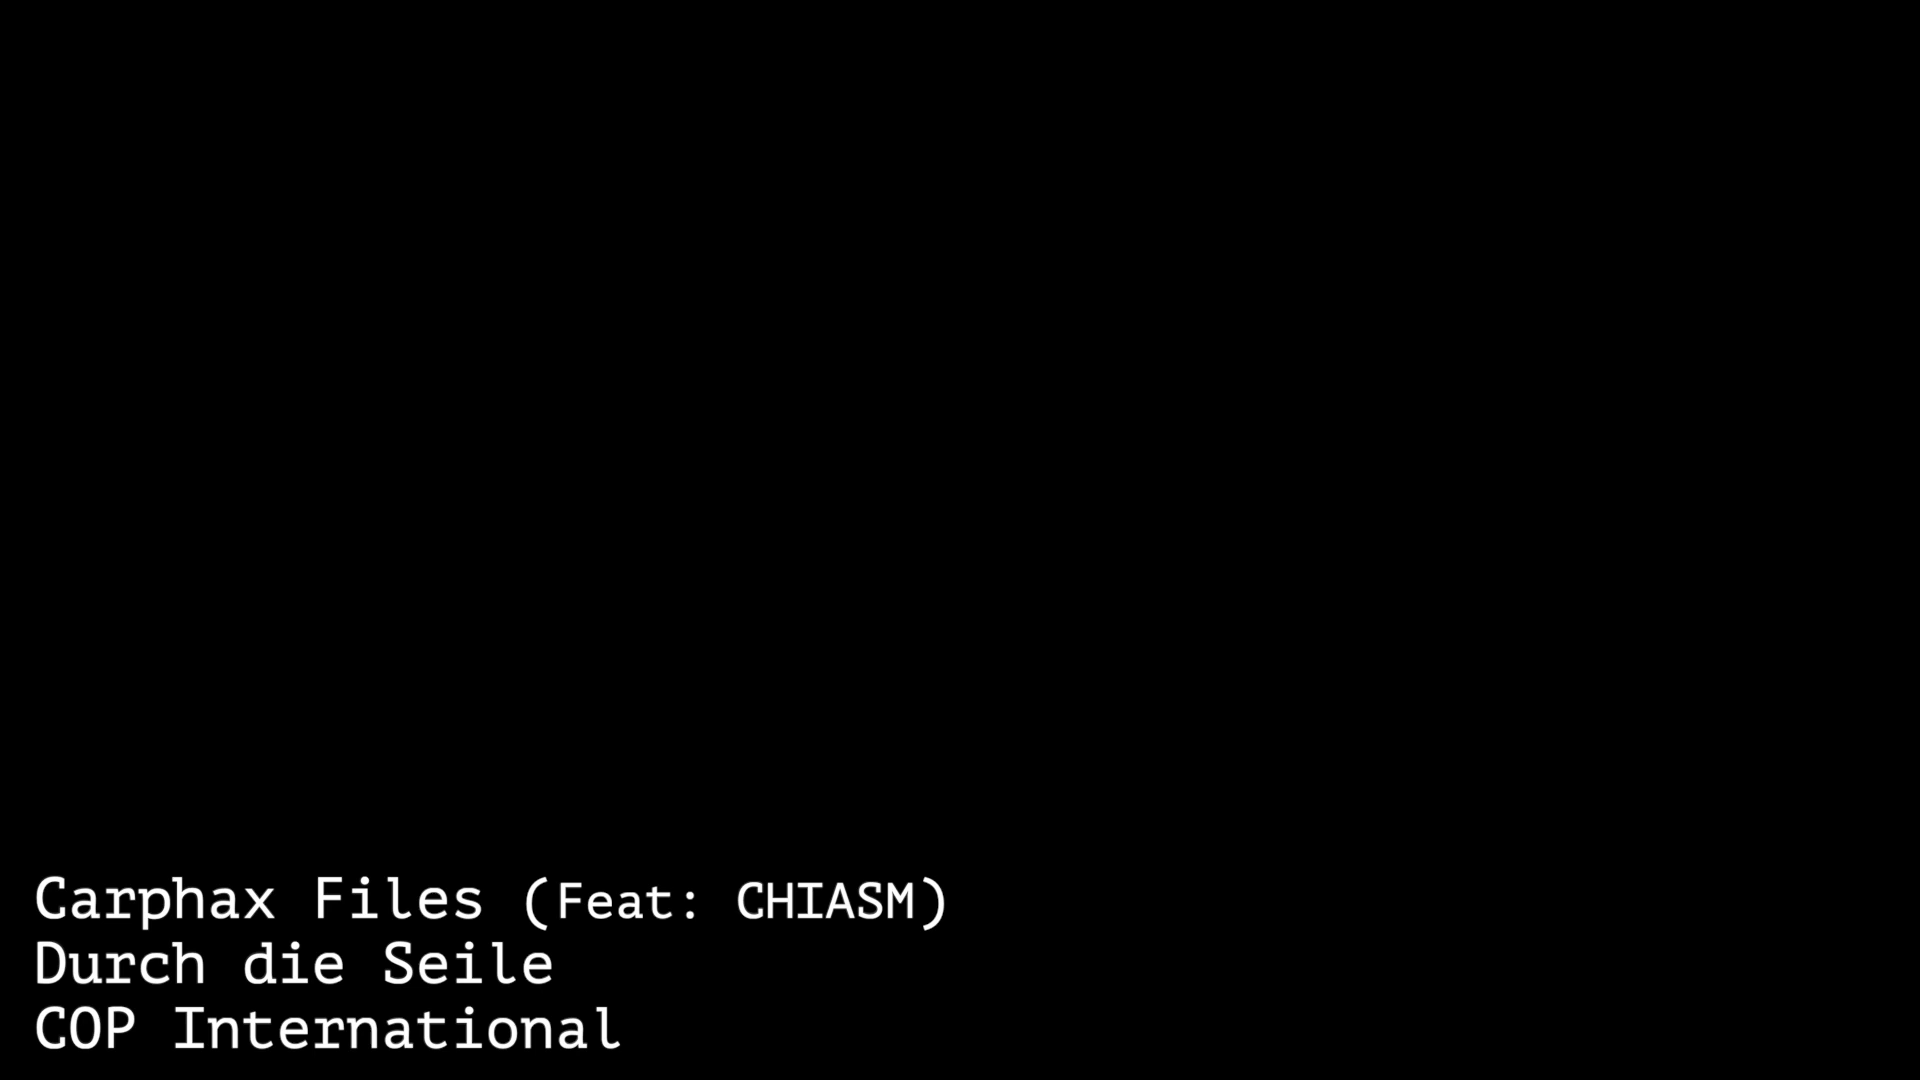 Carphax Files (Feat: CHIASM)
Durch die Seile
COP International